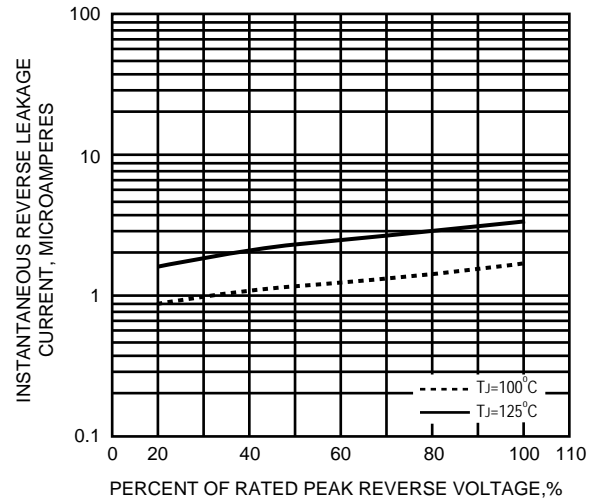 INSTANTANEOUS REVERSE LEAKAGE
CURRENT, MICROAMPERES
100
10
1
0.1
0 20 40 60 80 100 110
TJ=100°C
TJ=125°C
PERCENT OF RATED PEAK REVERSE VOLTAGE,%